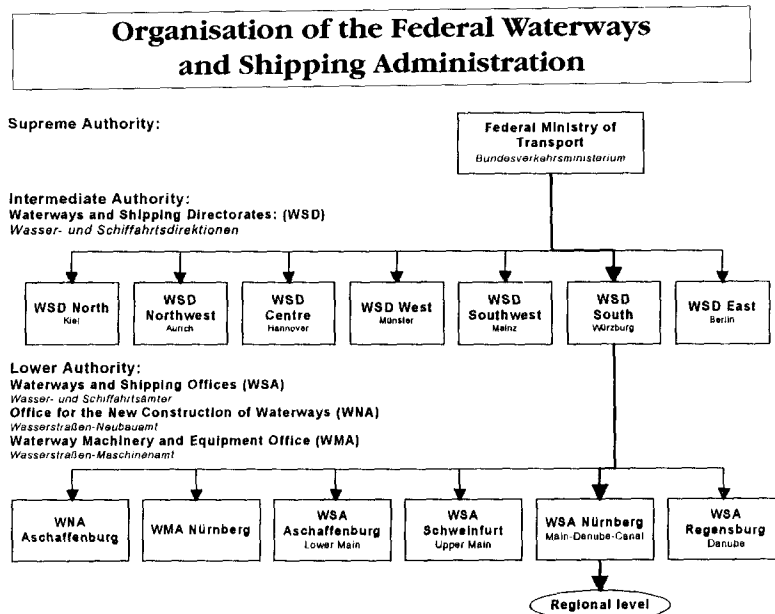 Organisation of the Federal Waterways
and Shipping Administration
Supreme Authority:
Federal Ministry of
Transport
Bundesverkehrsministerium
Intermediate Authority:
Waterways and Shipping Directorates: (WSD)
Wasser- und Schiffahrtsdirektionen
WSD North
Kiel
WSD
Northwest
Aurich
WSD
Centre
Hannover
WSD West
Münster
WSD
Southwest
Mainz
WSD
South
Würzburg
WSD East
Berlin
Lower Authority:
Waterways and Shipping Offices (WSA)
Wasser- und Schiffahrtsämter
Office for the New Construction of Waterways (WNA)
Wasserstraßen-Neubauamt
Waterway Machinery and Equipment Office (WMA)
Wasserstraßen-Maschinenamt
WNA
Aschaffenburg
WMA Nürnberg
WSA
Aschaffenburg
Lower Main
WSA
Schweinfurt
Upper Main
WSA Nürnberg
Main-Danube-Canal
WSA
Regensburg
Danube
Regional level